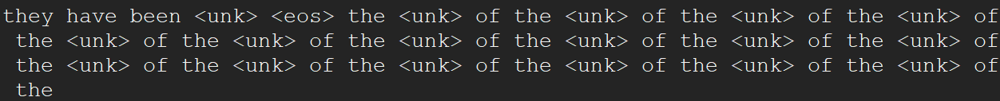 they have been <unk> <eos> the <unk> of the <unk> of the <unk> of the <unk> of
the <unk> of the <unk> of the <unk> of the <unk> of the <unk> of the <unk> of
the <unk> of the <unk> of the <unk> of the <unk> of the <unk> of the <unk> of
the